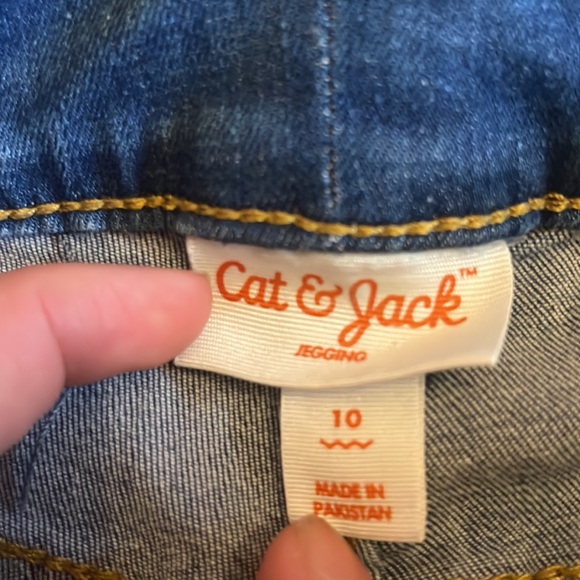 Cat & Jack™
JEGGING
10
MADE IN
PAKISTAN